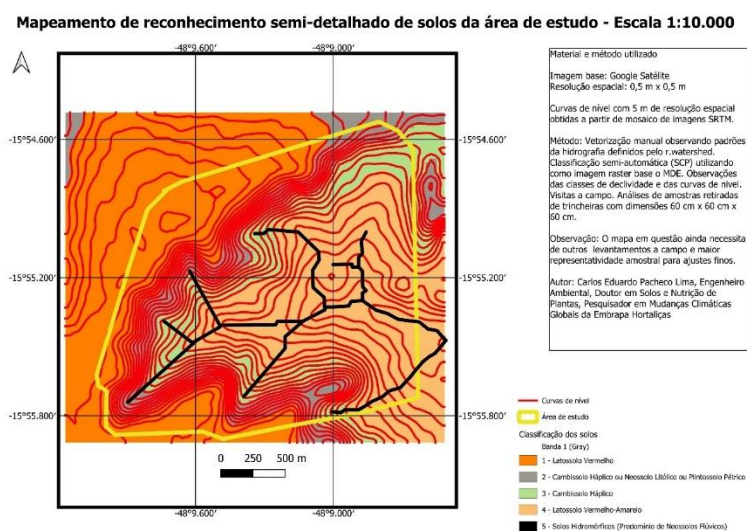 Mapeamento de reconhecimento semi-detalhado de solos da área de estudo - Escala 1:10.000
-48°9.600' -48°9.000'
-15°54.600' -15°54.600'
-15°55.200' -15°55.200'
-15°55.800' -15°55.800'
0 250 500 m
-48°9.600' -48°9.000'
Material e método utilizado
Imagem base: Google Satélite
Resolução espacial: 0,5 m x 0,5 m
Curvas de nível com 5 m de resolução espacial
obtidas a partir de mosaico de imagens SRTM.
Método: Vetorização manual observando padrões
da hidrografia definidos pelo r.watershed.
Classificação semi-automática (SCP) utilizando
como imagem raster base o MDE. Observações
das classes de declividade e das curvas de nível.
Visitas a campo. Análises de amostras retiradas
de trincheiras com dimensões 60 cm x 60 cm x
60 cm.
Observação: O mapa em questão ainda necessita
de outros levantamentos a campo e maior
representatividade amostral para ajustes finos.
Autor: Carlos Eduardo Pacheco Lima, Engenheiro
Ambiental, Doutor em Solos e Nutrição de
Plantas, Pesquisador em Mudanças Climáticas
Globais da Embrapa Hortaliças
Curvas de nível
Área de estudo
Classificação dos solos
Banda 1 (Gray)
1 - Latossolo Vermelho
2 - Cambissolo Háplico ou Neossolo Litólico ou Plintossolo Pétrico
3 - Cambissolo Háplico
4 - Latossolo Vermelho-Amarelo
5 - Solos Hidromórficos (Predomínio de Neossolos Flúvicos)